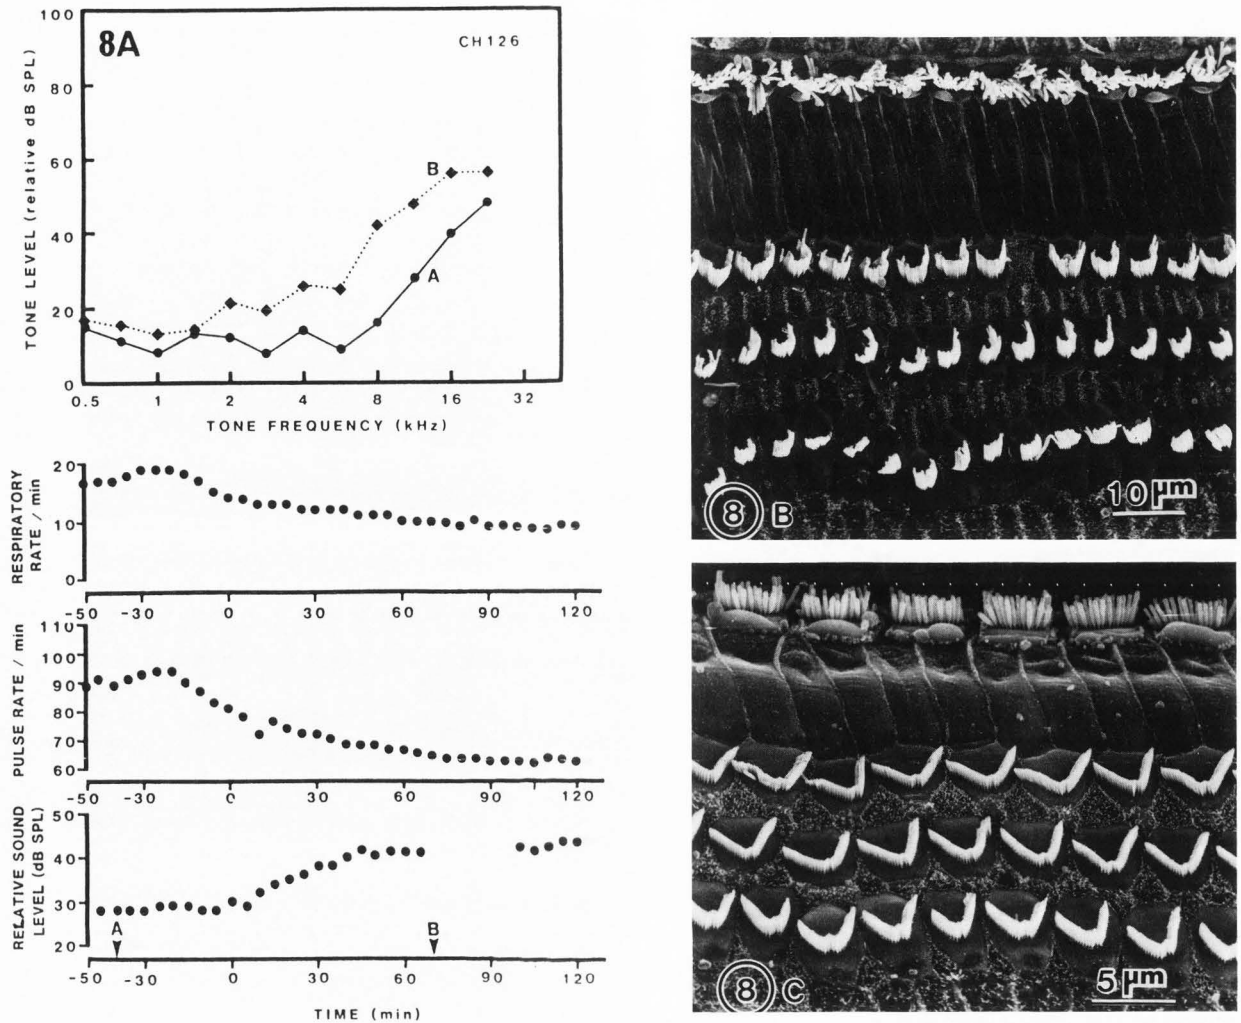 100
8A
CH126
80
60
40
20
0
TONE LEVEL (relative dB SPL)
B
A
0.5 1 2 4 8 16 32
TONE FREQUENCY (kHz)
20
10
0
RESPIRATORY
RATE / min
-50 -30 0 30 60 90 120
110
100
90
80
70
60
PULSE RATE / min
-50 -30 0 30 60 90 120
50
40
30
20
RELATIVE SOUND
LEVEL (dB SPL)
A B
-50 -30 0 30 60 90 120
TIME (min)
8 B
10 μm
8 C
5 μm